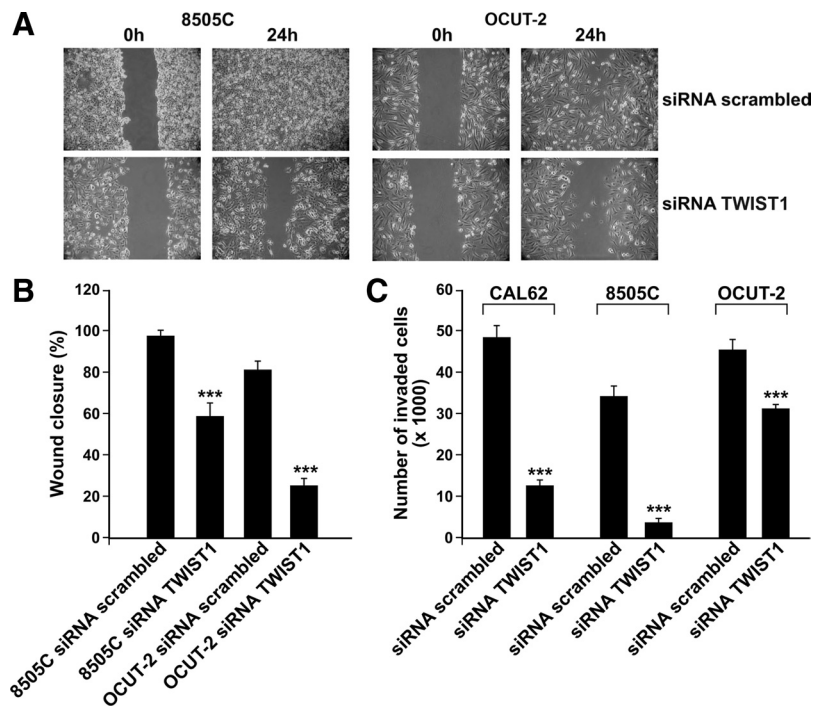 A
8505C
OCUT-2
0h
24h
0h
24h
siRNA scrambled
siRNA TWIST1
B
Wound closure (%)
120
100
80
60
40
20
0
***
***
8505C siRNA scrambled
8505C siRNA TWIST1
OCUT-2 siRNA scrambled
OCUT-2 siRNA TWIST1
C
Number of invaded cells
(x 1000)
60
50
40
30
20
10
0
CAL62
8505C
OCUT-2
***
***
***
siRNA scrambled
siRNA TWIST1
siRNA scrambled
siRNA TWIST1
siRNA scrambled
siRNA TWIST1